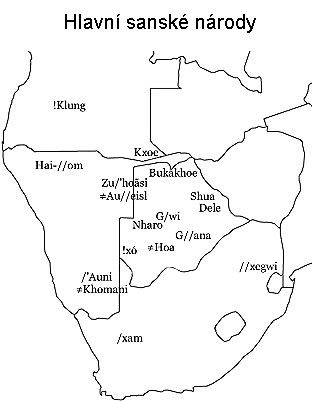 Hlavní sanské národy
!Klung
Kxoe
Hai-//om
Bukakhoe
Zu/'hoãsi
≠Au//eisl
Shua
Dele
G/wi
Nharo
G//ana
!xó
≠Hoa
//xegwi
/'Auni
≠Khomani
/xam